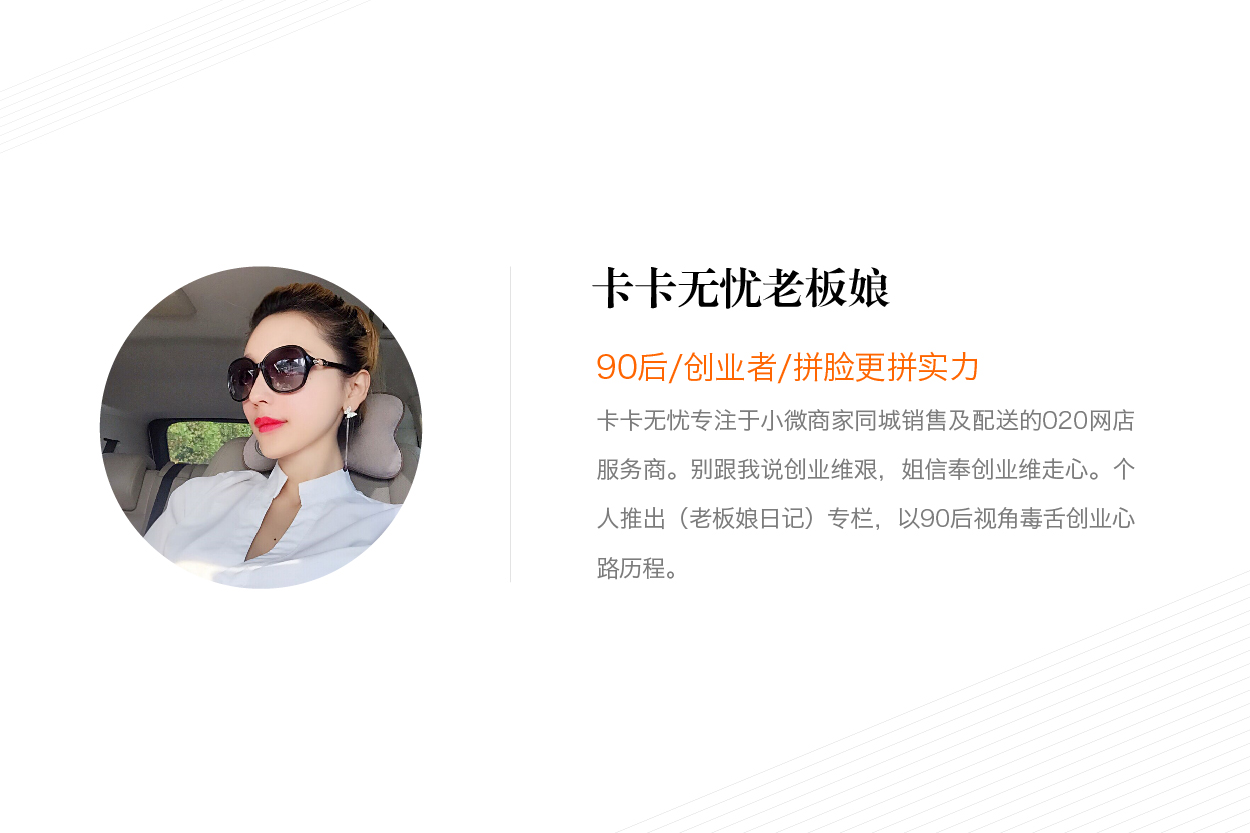 卡卡无忧老板娘
90后/创业者/拼脸更拼实力
卡卡无忧专注于小微商家同城销售及配送的O2O网店
服务商。别跟我说创业维艰，姐信奉创业维走心。个
人推出（老板娘日记）专栏，以90后视角毒舌创业心
路历程。